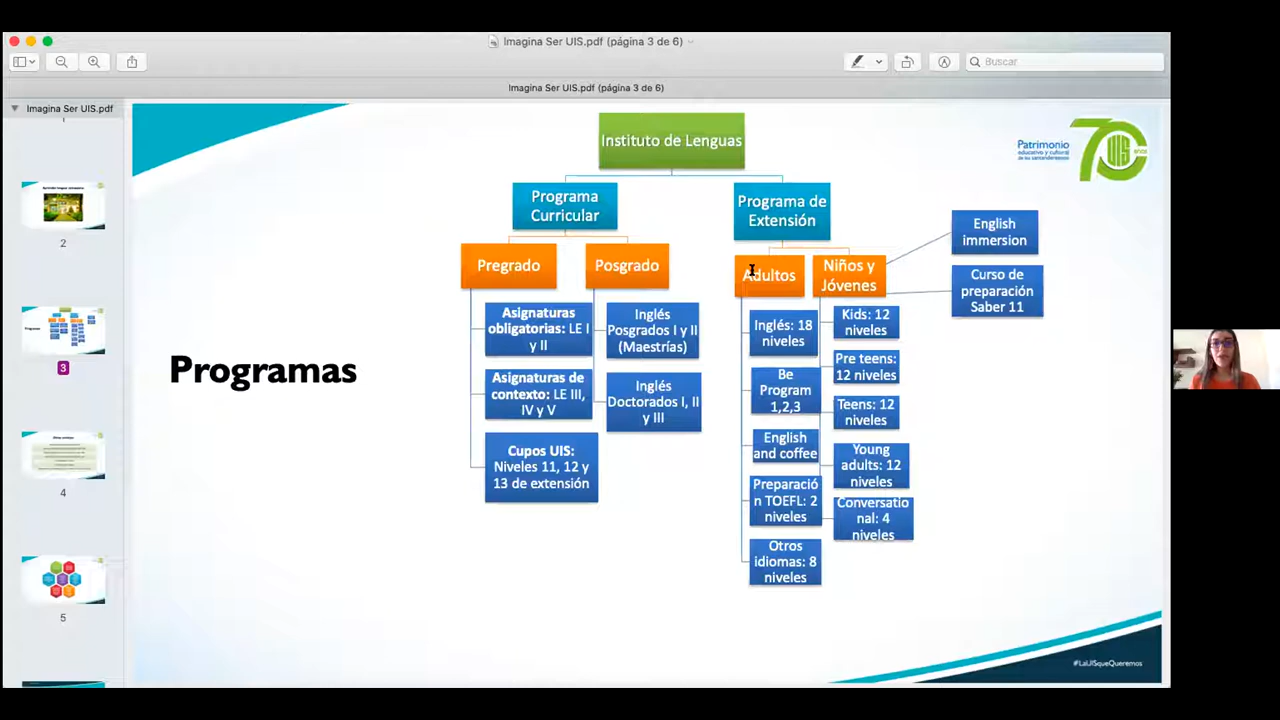 Imagina Ser UIS.pdf (página 3 de 6)
Buscar
Imagina Ser UIS.pdf (página 3 de 6)
Imagina Ser UIS.pdf
2
3
4
5
Programas
Instituto de Lenguas
Programa
Curricular
Pregrado
Asignaturas
obligatorias: LE I
y II
Asignaturas de
contexto: LE III,
IV y V
Cupos UIS:
Niveles 11, 12 y
13 de extensión
Posgrado
Inglés
Posgrados I y II
(Maestrías)
Inglés
Doctorados I, II
y III
Programa de
Extensión
Adultos
Inglés: 18
niveles
Be
Program
1,2,3
English
and coffee
Preparació
n TOEFL: 2
niveles
Otros
idiomas: 8
niveles
Niños y
Jóvenes
Kids: 12
niveles
Pre teens:
12 niveles
Teens: 12
niveles
Young
adults: 12
niveles
Conversatio
nal: 4
niveles
English
immersion
Curso de
preparación
Saber 11
Patrimonio
educativo y cultural
de los santandereanos
70
UIS
años
#LaUISqueQueremos